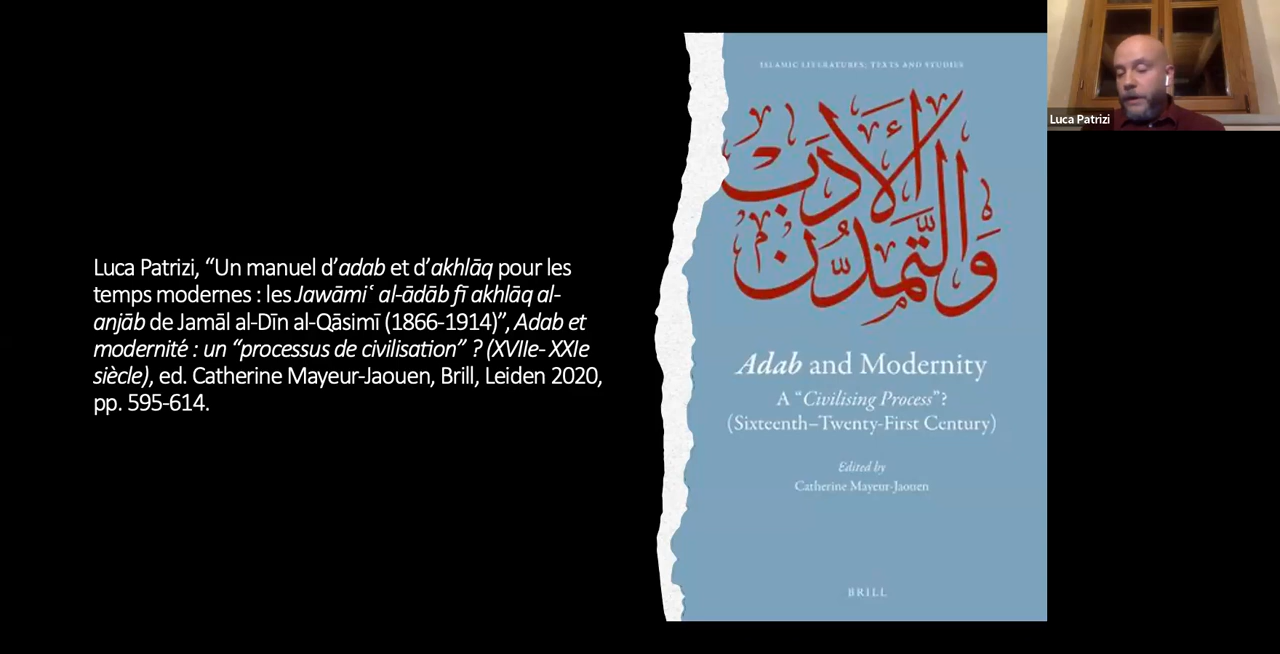 Luca Patrizi, “Un manuel d’adab et d’akhlāq pour les
temps modernes : les Jawāmiʿ al-ādāb fī akhlāq al-
anjāb de Jamāl al-Dīn al-Qāsimī (1866-1914)”, Adab et
modernité : un “processus de civilisation” ? (XVIIe- XXIe
siècle), ed. Catherine Mayeur-Jaouen, Brill, Leiden 2020,
pp. 595-614.
ISLAMIC LITERATURES: TEXTS AND STUDIES
الأدب
والتمدن
Adab and Modernity
A “Civilising Process”?
(Sixteenth–Twenty-First Century)
Edited by
Catherine Mayeur-Jaouen
BRILL
Luca Patrizi